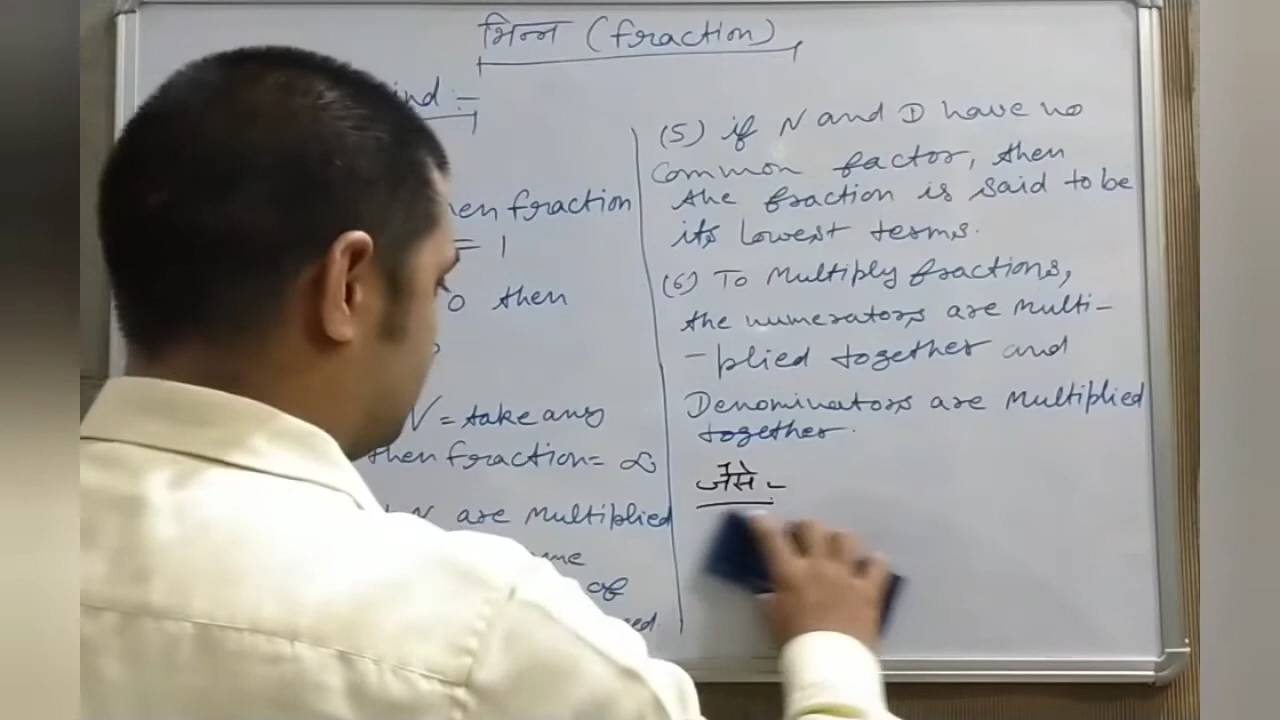 भिन्न (fraction)
ind :-
fraction
= 1
0 then
N = take any
then fraction = ∞
N are multiplied
of
(5) if N and D have no
common factor, then
the fraction is said to be
its lowest terms.
(6) To multiply fractions,
the numerators are multi-
-plied together and
Denominators are multiplied
together.
जैसे :-